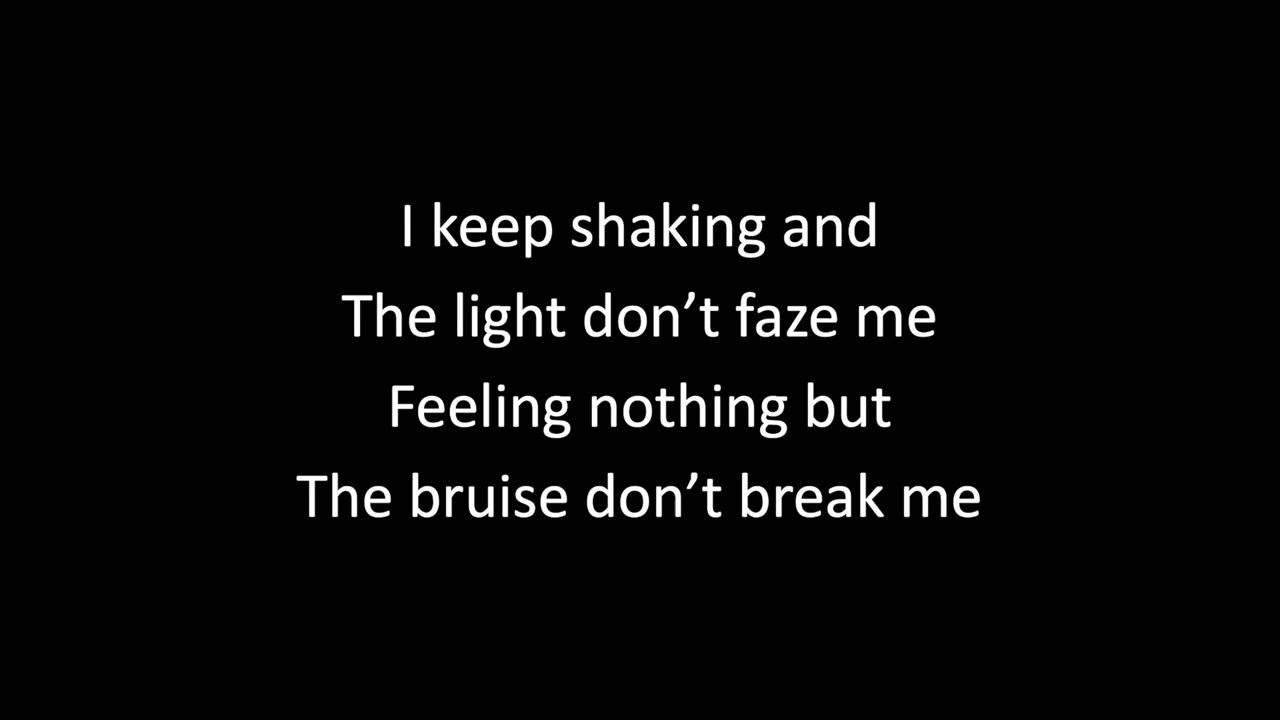 I keep shaking and
The light don’t faze me
Feeling nothing but
The bruise don’t break me